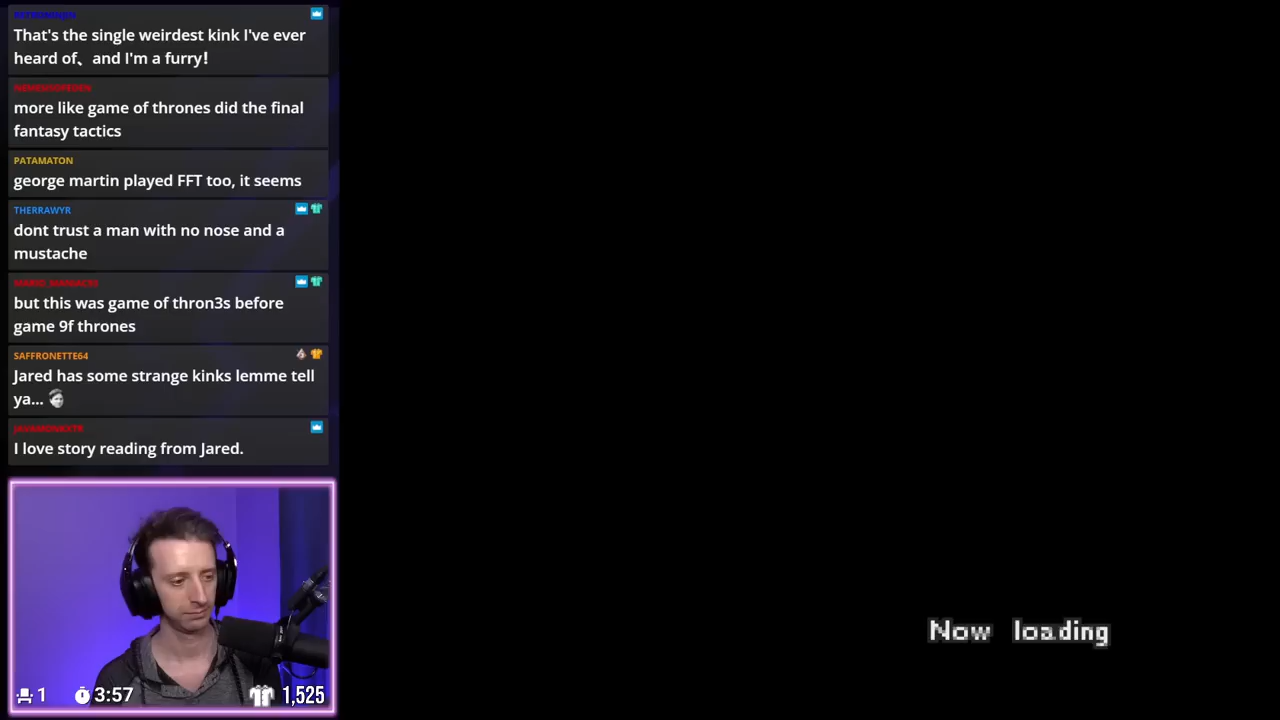 That's the single weirdest kink I've ever
heard of、and I'm a furry!
NEMESISOFEDEN
more like game of thrones did the final
fantasy tactics
PATAMATON
george martin played FFT too, it seems
THERRAWYR
dont trust a man with no nose and a
mustache
but this was game of thron3s before
game 9f thrones
SAFFRONETTE64
Jared has some strange kinks lemme tell
ya...
I love story reading from Jared.
Now loading
1 3:57 1,525